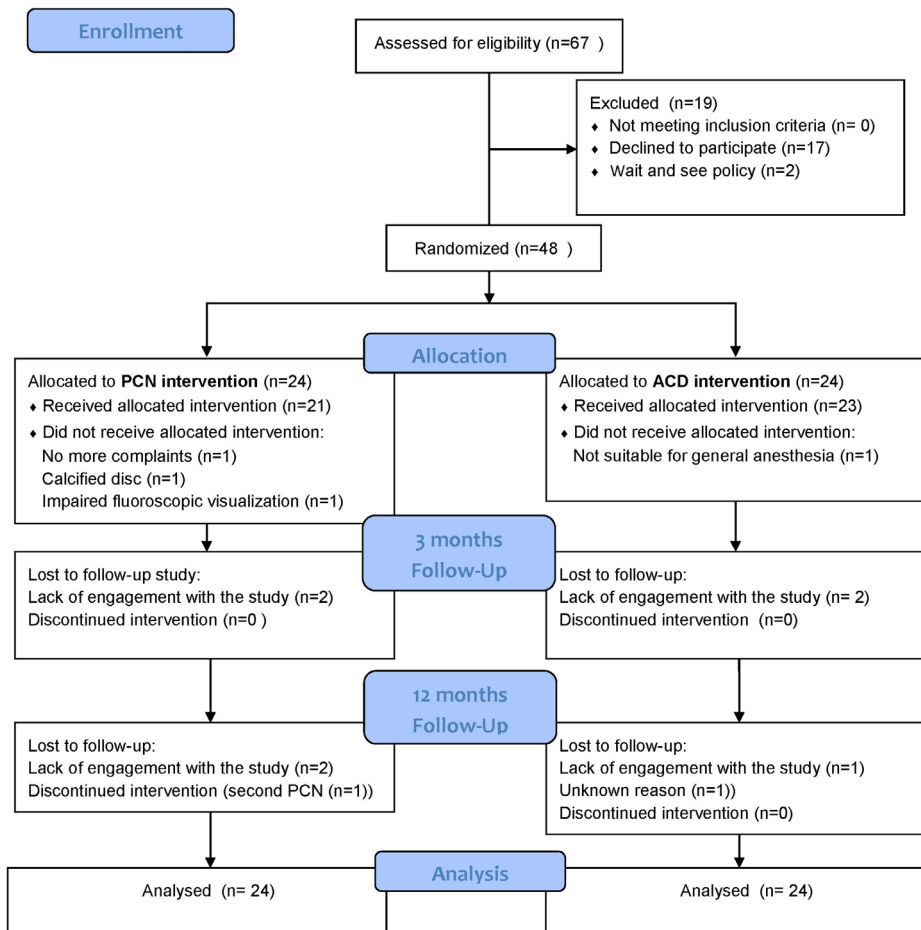 Enrollment
Assessed for eligibility (n=67 )
Excluded (n=19)
♦ Not meeting inclusion criteria (n= 0)
♦ Declined to participate (n=17)
♦ Wait and see policy (n=2)
Randomized (n=48 )
Allocation
Allocated to PCN intervention (n=24)
♦ Received allocated intervention (n=21)
♦ Did not receive allocated intervention:
No more complaints (n=1)
Calcified disc (n=1)
Impaired fluoroscopic visualization (n=1)
Allocated to ACD intervention (n=24)
♦ Received allocated intervention (n=23)
♦ Did not receive allocated intervention:
Not suitable for general anesthesia (n=1)
3 months
Follow-Up
Lost to follow-up study:
Lack of engagement with the study (n=2)
Discontinued intervention (n=0 )
Lost to follow-up:
Lack of engagement with the study (n= 2)
Discontinued intervention (n=0)
12 months
Follow-Up
Lost to follow-up:
Lack of engagement with the study (n=2)
Discontinued intervention (second PCN (n=1))
Lost to follow-up:
Lack of engagement with the study (n=1)
Unknown reason (n=1))
Discontinued intervention (n=0)
Analysis
Analysed (n= 24)
Analysed (n= 24)